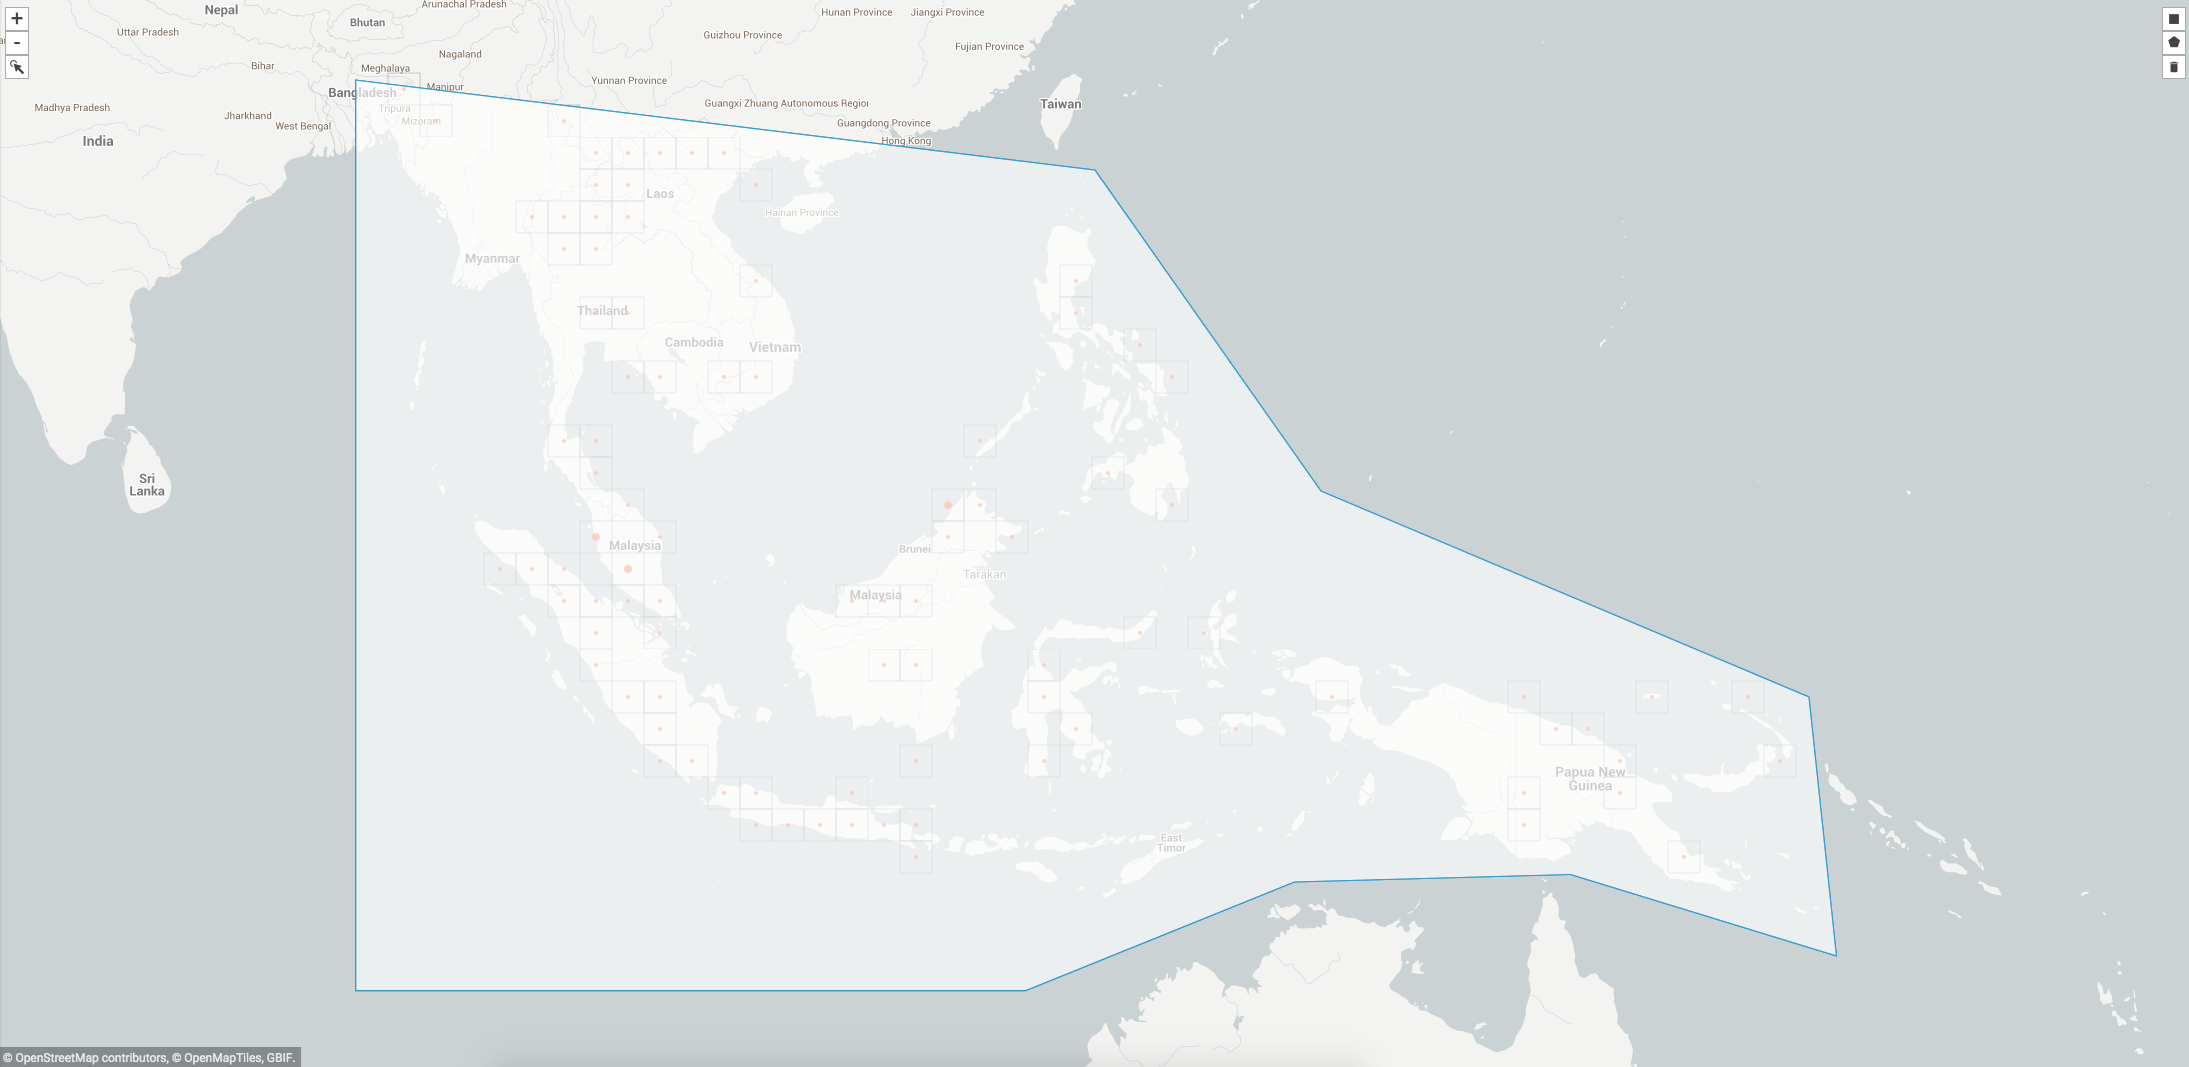 +
-
Nepal
Arunachal Pradesh
Hunan Province
Jiangxi Province
Bhutan
Uttar Pradesh
Guizhou Province
Fujian Province
Nagaland
Bihar
Meghalaya
Yunnan Province
Manipur
Bangladesh
Madhya Pradesh
Tripura
Guangxi Zhuang Autonomous Region
Taiwan
Jharkhand
Mizoram
West Bengal
Guangdong Province
India
Hong Kong
Laos
Hainan Province
Myanmar
Thailand
Cambodia
Vietnam
Sri
Lanka
Malaysia
Brunei
Tarakan
Malaysia
Papua New
Guinea
East
Timor
© OpenStreetMap contributors, © OpenMapTiles, GBIF.